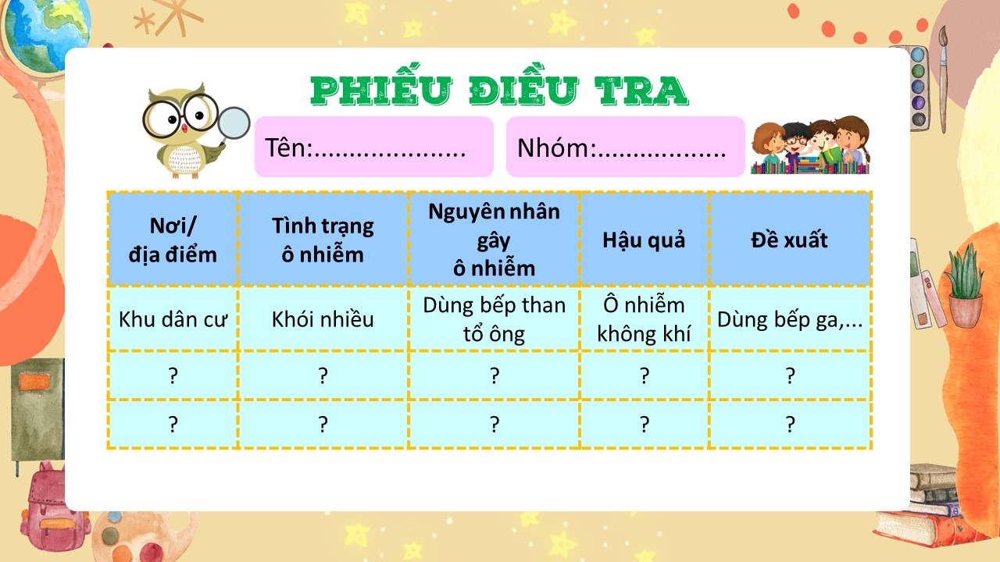 PHIẾU ĐIỀU TRA
Tên:......................
Nhóm:..................
Nơi/
địa điểm
Tình trạng
ô nhiễm
Nguyên nhân
gây
ô nhiễm
Hậu quả
Đề xuất
Khu dân cư
Khói nhiều
Dùng bếp than
tổ ông
Ô nhiễm
không khí
Dùng bếp ga,...
?
?
?
?
?
?
?
?
?
?